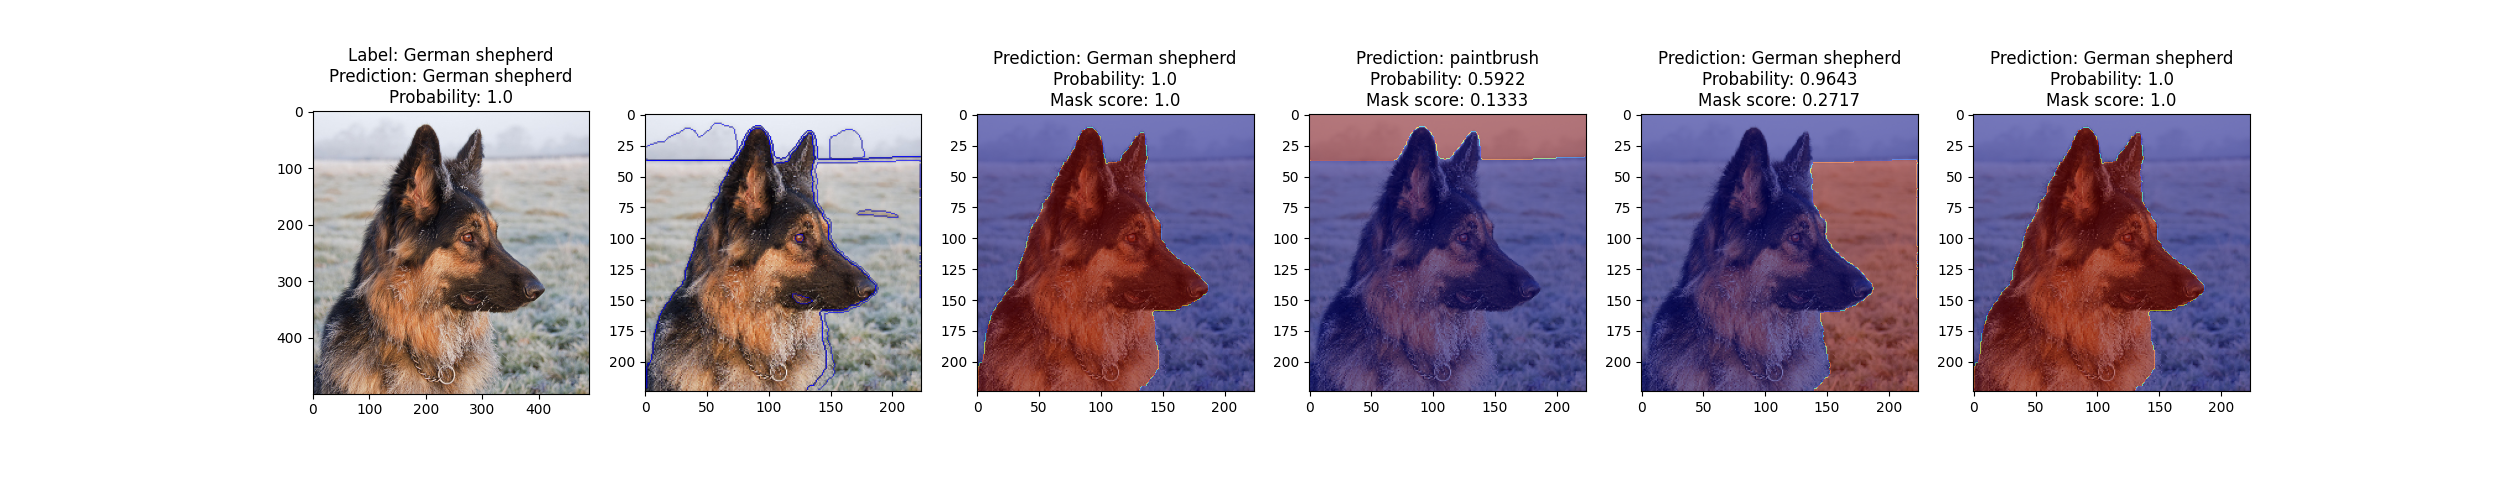 Label: German shepherd
Prediction: German shepherd
Probability: 1.0
0
100
200
300
400
0 100 200 300 400
0
25
50
75
100
125
150
175
200
0 50 100 150 200
Prediction: German shepherd
Probability: 1.0
Mask score: 1.0
0
25
50
75
100
125
150
175
200
0 50 100 150 200
Prediction: paintbrush
Probability: 0.5922
Mask score: 0.1333
0
25
50
75
100
125
150
175
200
0 50 100 150 200
Prediction: German shepherd
Probability: 0.9643
Mask score: 0.2717
0
25
50
75
100
125
150
175
200
0 50 100 150 200
Prediction: German shepherd
Probability: 1.0
Mask score: 1.0
0
25
50
75
100
125
150
175
200
0 50 100 150 200